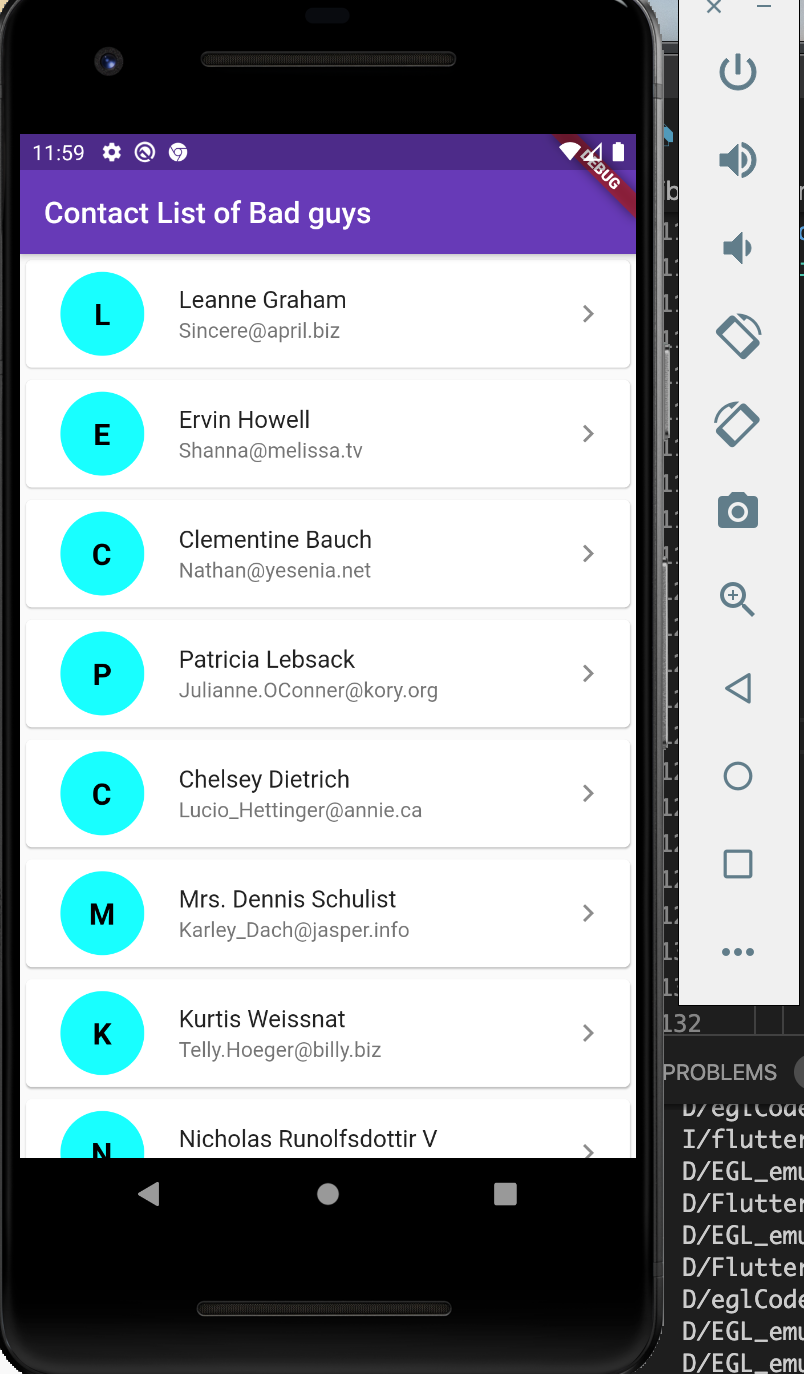 11:59
DEBUG
Contact List of Bad guys
L
Leanne Graham
Sincere@april.biz
E
Ervin Howell
Shanna@melissa.tv
C
Clementine Bauch
Nathan@yesenia.net
P
Patricia Lebsack
Julianne.OConner@kory.org
C
Chelsey Dietrich
Lucio_Hettinger@annie.ca
M
Mrs. Dennis Schulist
Karley_Dach@jasper.info
K
Kurtis Weissnat
Telly.Hoeger@billy.biz
N
Nicholas Runolfsdottir V
132
PROBLEMS
D/eglCode
I/flutter
D/EGL_emu
D/Flutter
D/EGL_emu
D/Flutter
D/eglCode
D/EGL_emu
D/EGL_emu